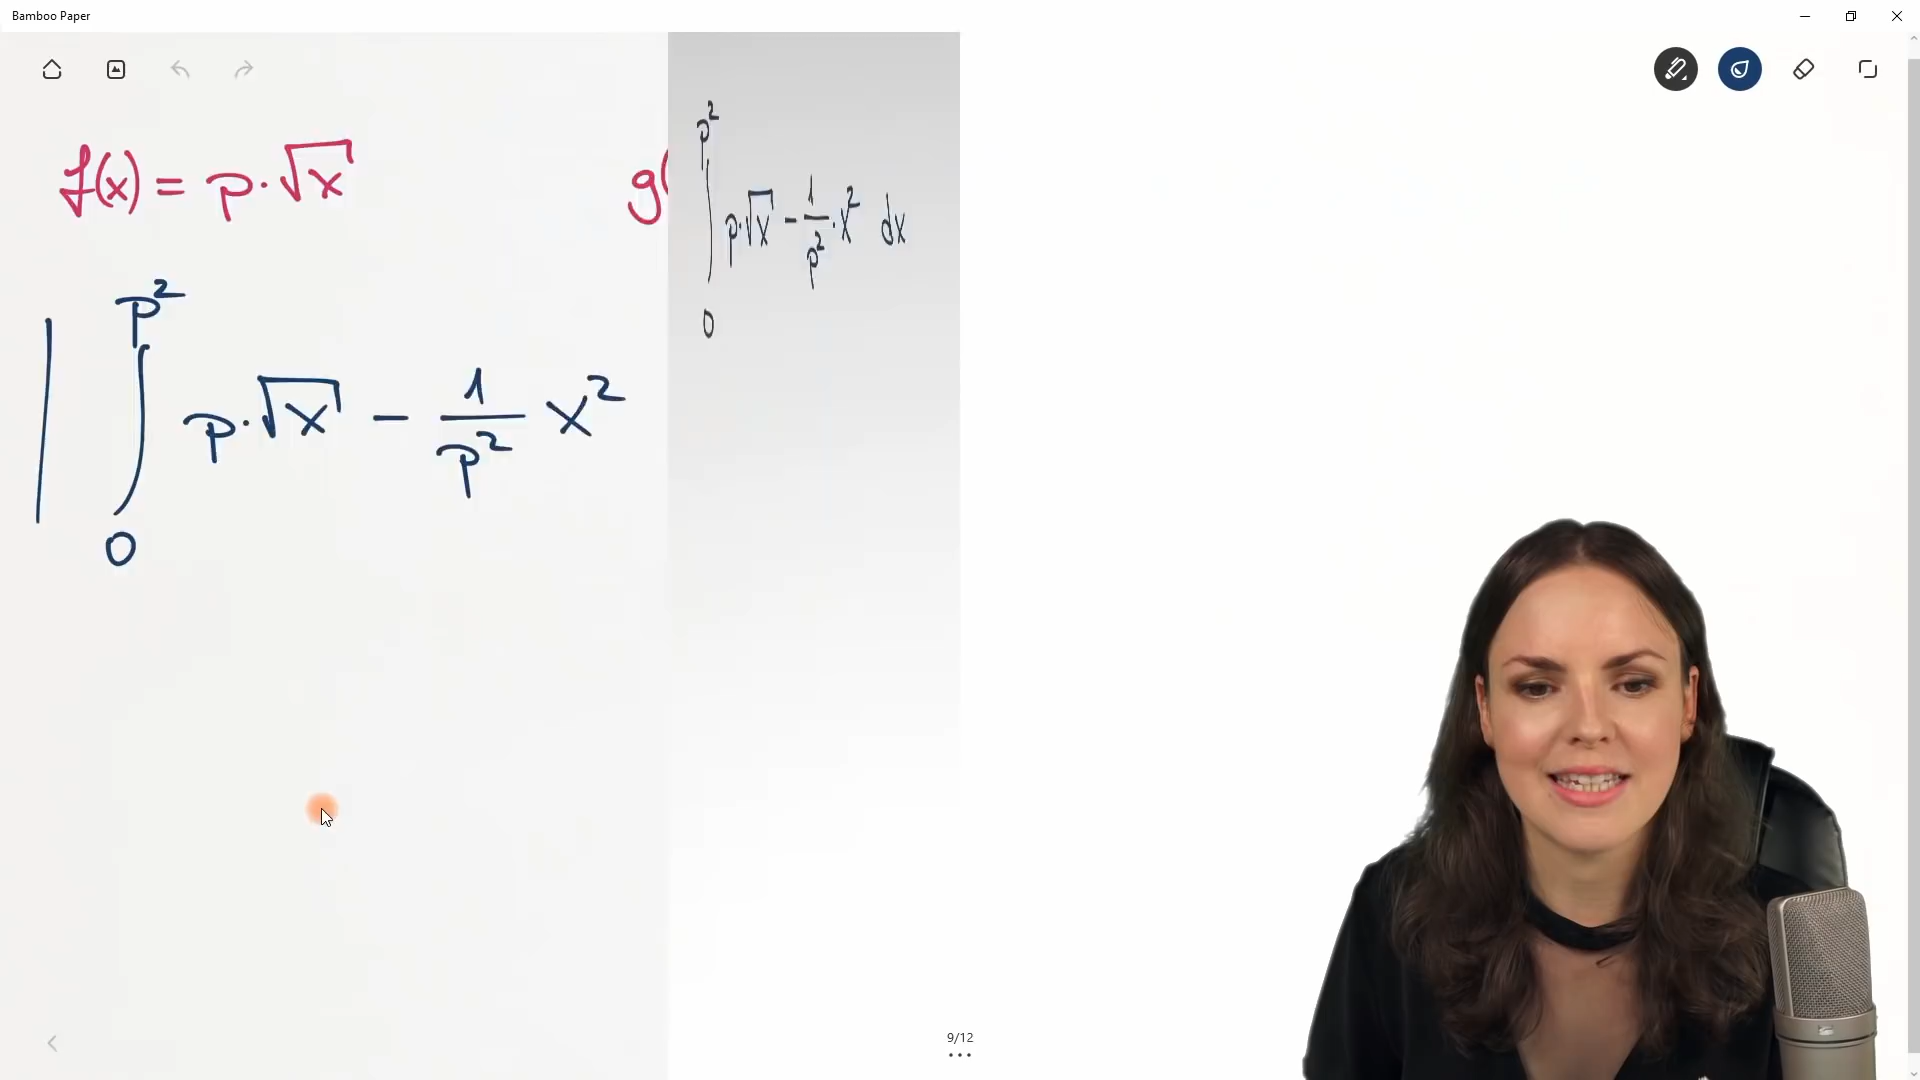 Bamboo Paper
f(x) = p·√x
g(
| ∫₀^p² p·√x − 1/p² x²
∫₀^p² p·√x − 1/p² · x² dx
9/12